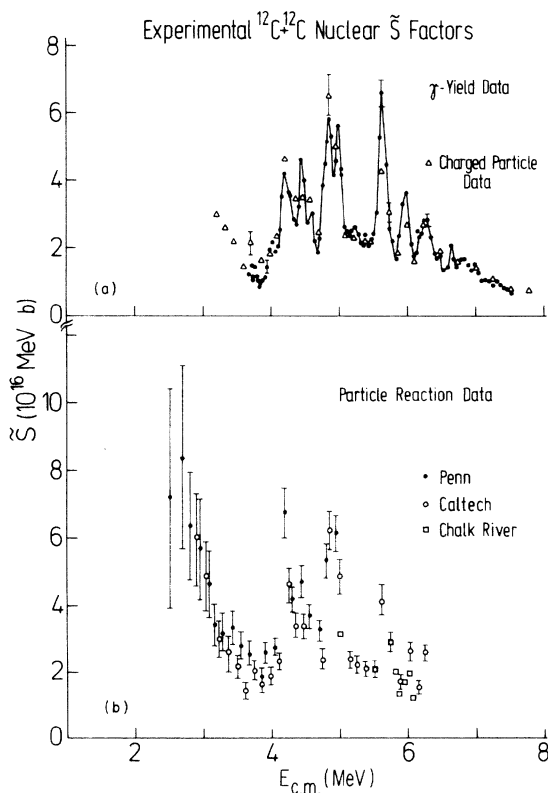 Experimental ¹²C+¹²C Nuclear S̃ Factors
8
γ-Yield Data
6
Charged Particle
Data
4
2
(a)
0
S̃ (10¹⁶ MeV b)
Particle Reaction Data
10
Penn
8
Caltech
Chalk River
6
4
2
(b)
0
2
4
6
8
E c.m. (MeV)